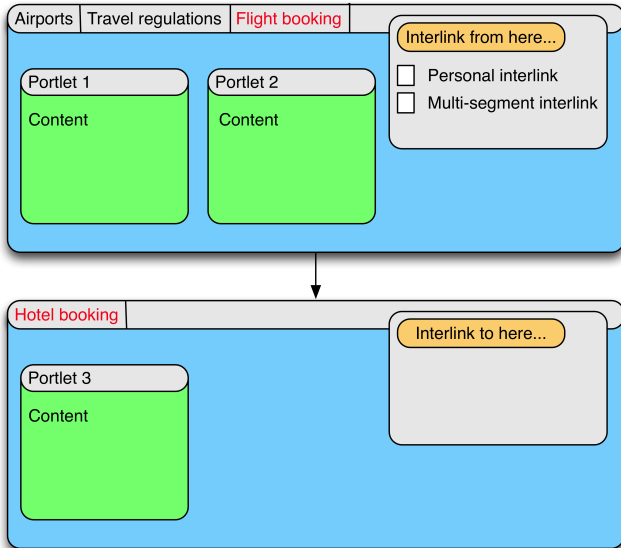 Airports Travel regulations Flight booking
Interlink from here...
Personal interlink
Multi-segment interlink
Portlet 1 Portlet 2
Content Content
Hotel booking
Interlink to here...
Portlet 3
Content